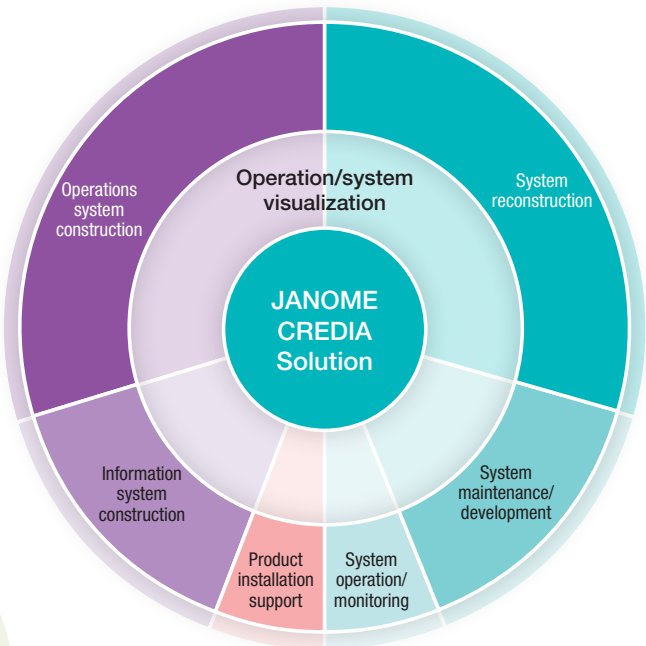 Operation/system
visualization
JANOME
CREDIA
Solution
Operations
system
construction
System
reconstruction
Information
system
construction
System
maintenance/
development
Product
installation
support
System
operation/
monitoring